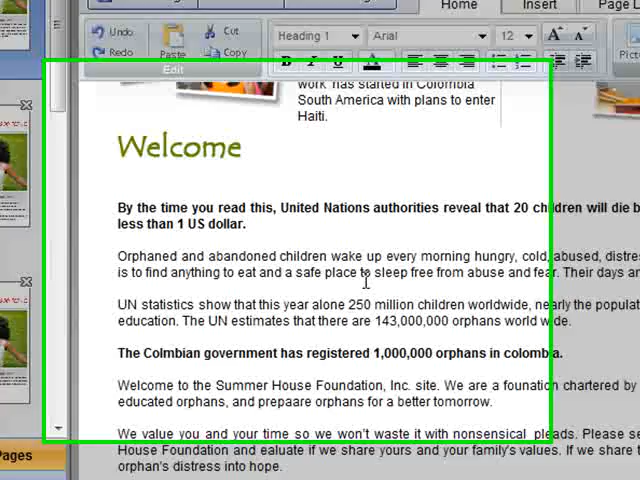 Home Insert Page L
Undo Cut
Redo Paste Copy
Heading 1 Arial 12 A A
B I U A Pictu
Edit
work has started in Colombia
South America with plans to enter
Haiti.
Welcome
By the time you read this, United Nations authorities reveal that 20 children will die b
less than 1 US dollar.
Orphaned and abandoned children wake up every morning hungry, cold, abused, distres
is to find anything to eat and a safe place to sleep free from abuse and fear. Their days an
UN statistics show that this year alone 250 million children worldwide, nearly the populat
education. The UN estimates that there are 143,000,000 orphans world wide.
The Colmbian government has registered 1,000,000 orphans in colombia.
Welcome to the Summer House Foundation, Inc. site. We are a founation chartered by
educated orphans, and prepaare orphans for a better tomorrow.
We value you and your time so we won't waste it with nonsensical pleads. Please se
House Foundation and ealuate if we share yours and your family's values. If we share t
orphan's distress into hope.
Pages